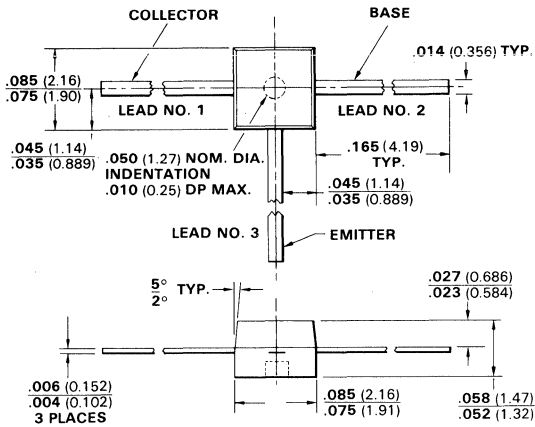 COLLECTOR
BASE
.014 (0.356) TYP.
.085 (2.16)
.075 (1.90)
LEAD NO. 1
LEAD NO. 2
.045 (1.14)
.035 (0.889)
.050 (1.27) NOM. DIA.
INDENTATION
.010 (0.25) DP MAX.
.165 (4.19)
TYP.
.045 (1.14)
.035 (0.889)
LEAD NO. 3
EMITTER
5°
2°
TYP.
.027 (0.686)
.023 (0.584)
.006 (0.152)
.004 (0.102)
3 PLACES
.085 (2.16)
.075 (1.91)
.058 (1.47)
.052 (1.32)